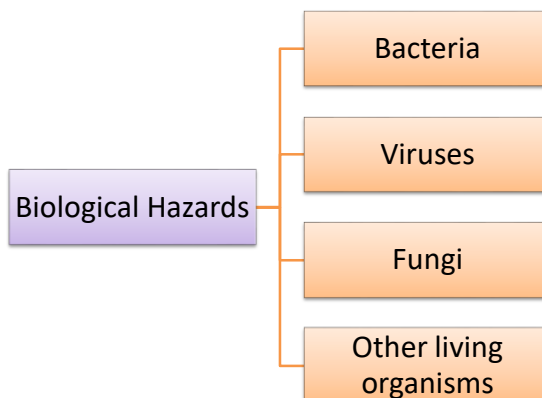 Bacteria
Viruses
Biological Hazards
Fungi
Other living
organisms